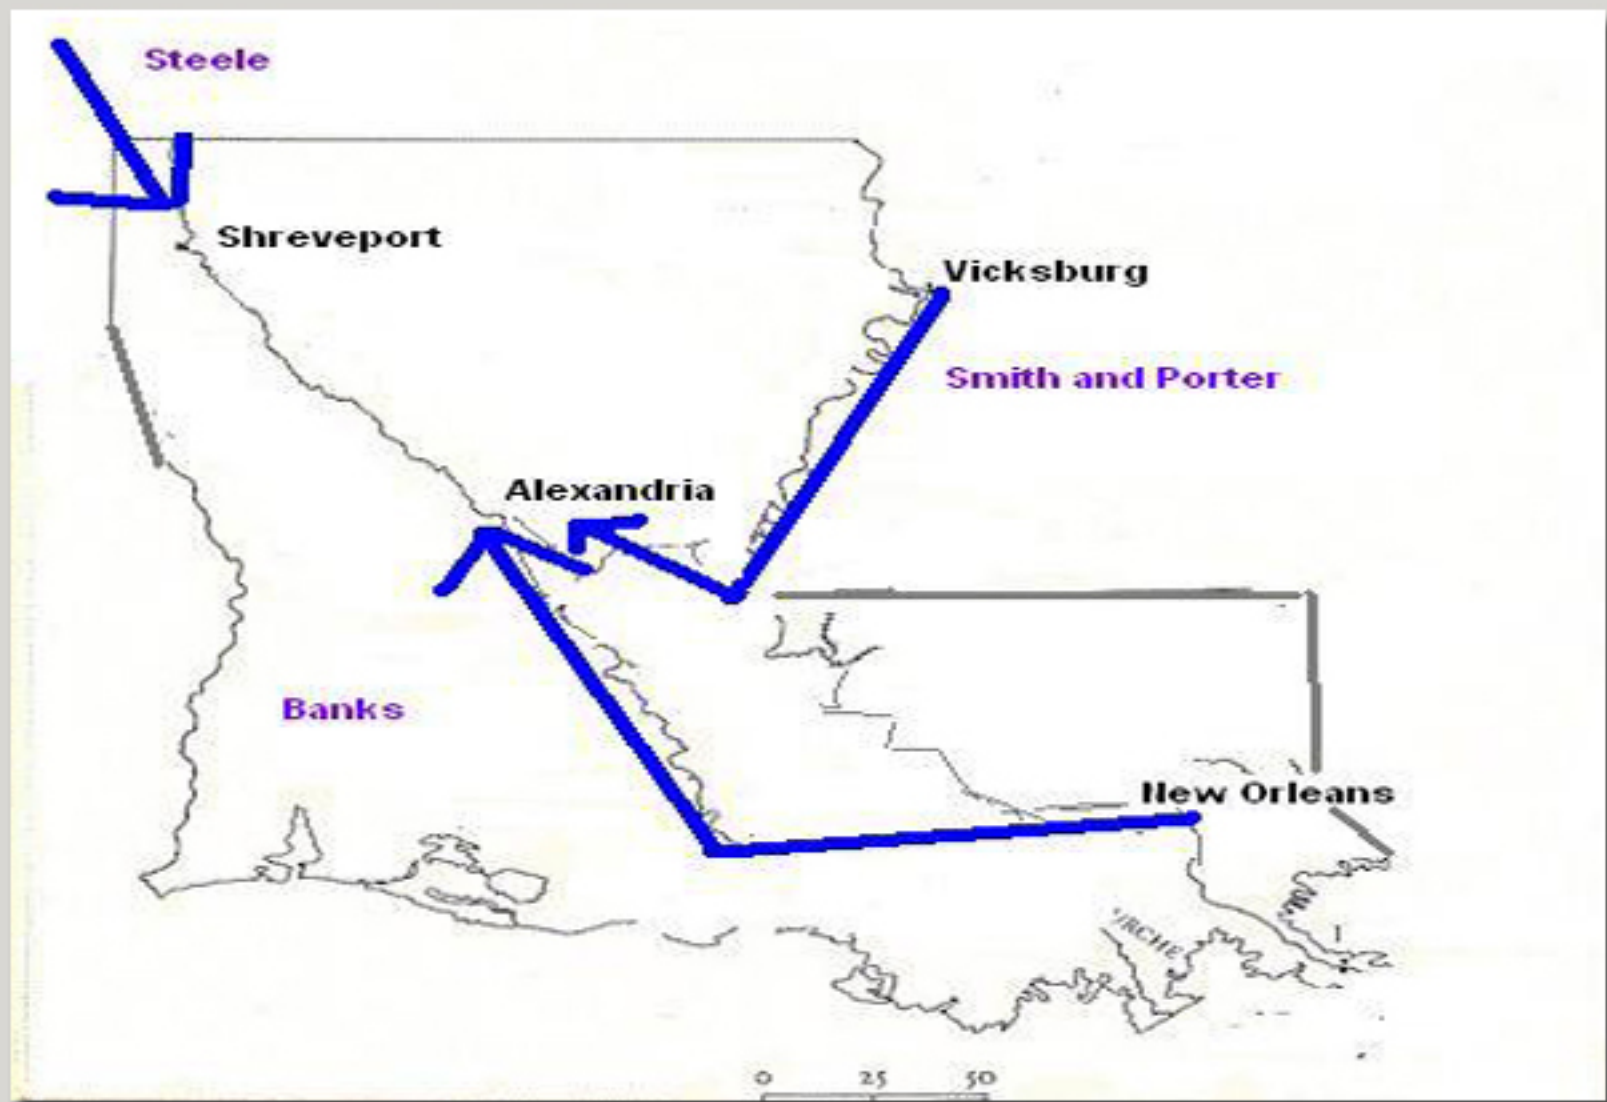 Steele
Shreveport
Vicksburg
Smith and Porter
Alexandria
Banks
New Orleans
0 25 50